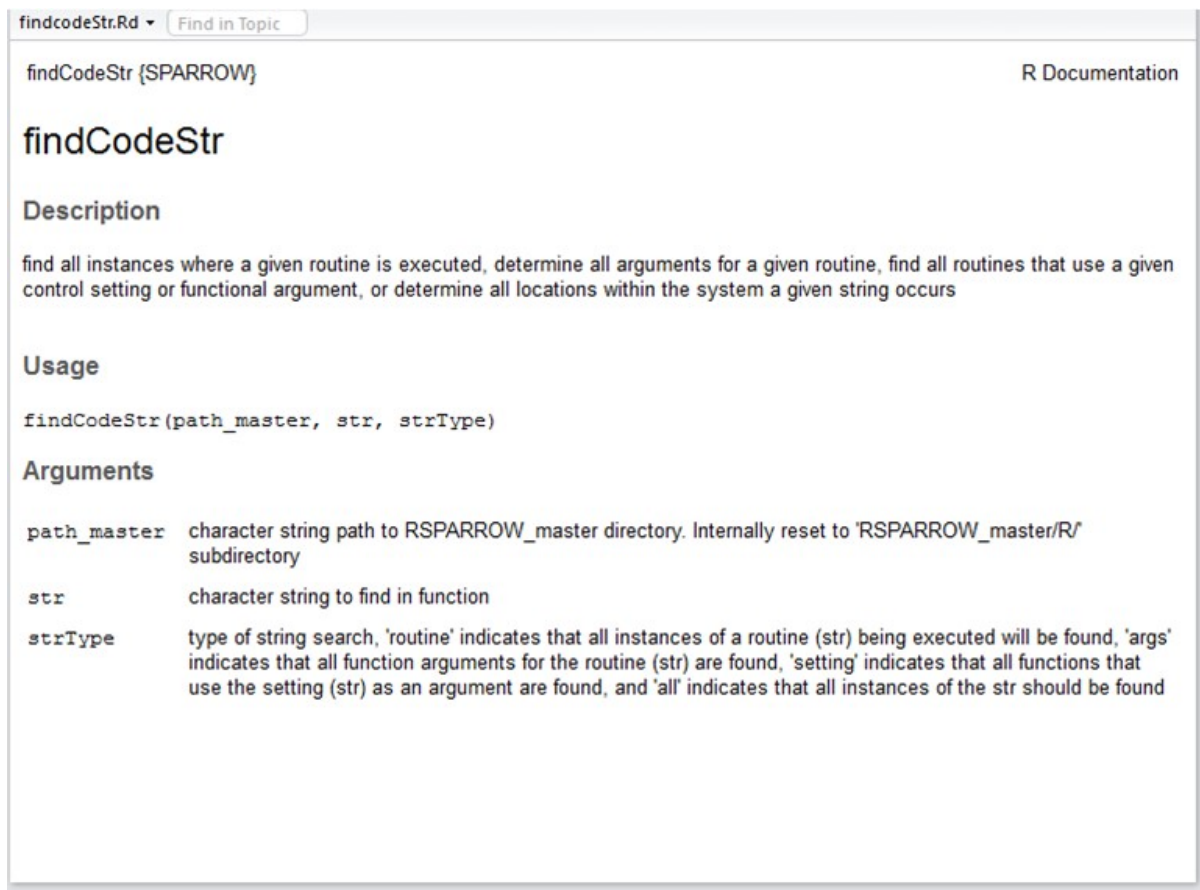 findcodeStr.Rd Find in Topic
findCodeStr {SPARROW} R Documentation
findCodeStr
Description
find all instances where a given routine is executed, determine all arguments for a given routine, find all routines that use a given
control setting or functional argument, or determine all locations within the system a given string occurs
Usage
findCodeStr(path_master, str, strType)
Arguments
path_master character string path to RSPARROW_master directory. Internally reset to 'RSPARROW_master/R/'
subdirectory
str character string to find in function
strType type of string search, 'routine' indicates that all instances of a routine (str) being executed will be found, 'args'
indicates that all function arguments for the routine (str) are found, 'setting' indicates that all functions that
use the setting (str) as an argument are found, and 'all' indicates that all instances of the str should be found